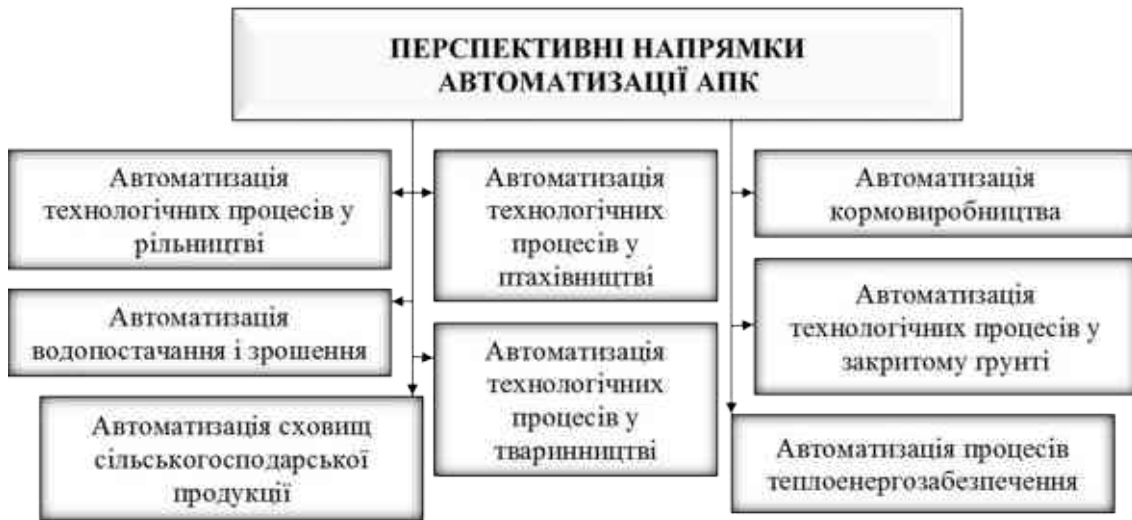 ПЕРСПЕКТИВНІ НАПРЯМКИ
АВТОМАТИЗАЦІЇ АПК
Автоматизація
технологічних процесів у
рільництві
Автоматизація
водопостачання і зрошення
Автоматизація сховищ
сільськогосподарської
продукції
Автоматизація
технологічних
процесів у
птахівництві
Автоматизація
технологічних
процесів у
тваринництві
Автоматизація
кормовиробництва
Автоматизація
технологічних процесів у
закритому грунті
Автоматизація процесів
теплоенергозабезпечення